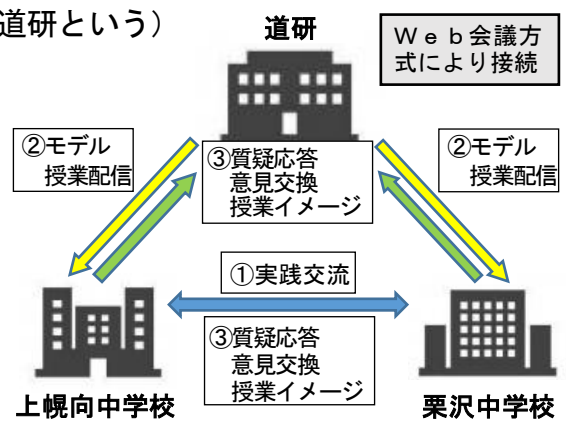 道研という）
道研
Ｗｅｂ会議方
式により接続
②モデル
授業配信
③質疑応答
意見交換
授業イメージ
②モデル
授業配信
①実践交流
③質疑応答
意見交換
授業イメージ
上幌向中学校
栗沢中学校